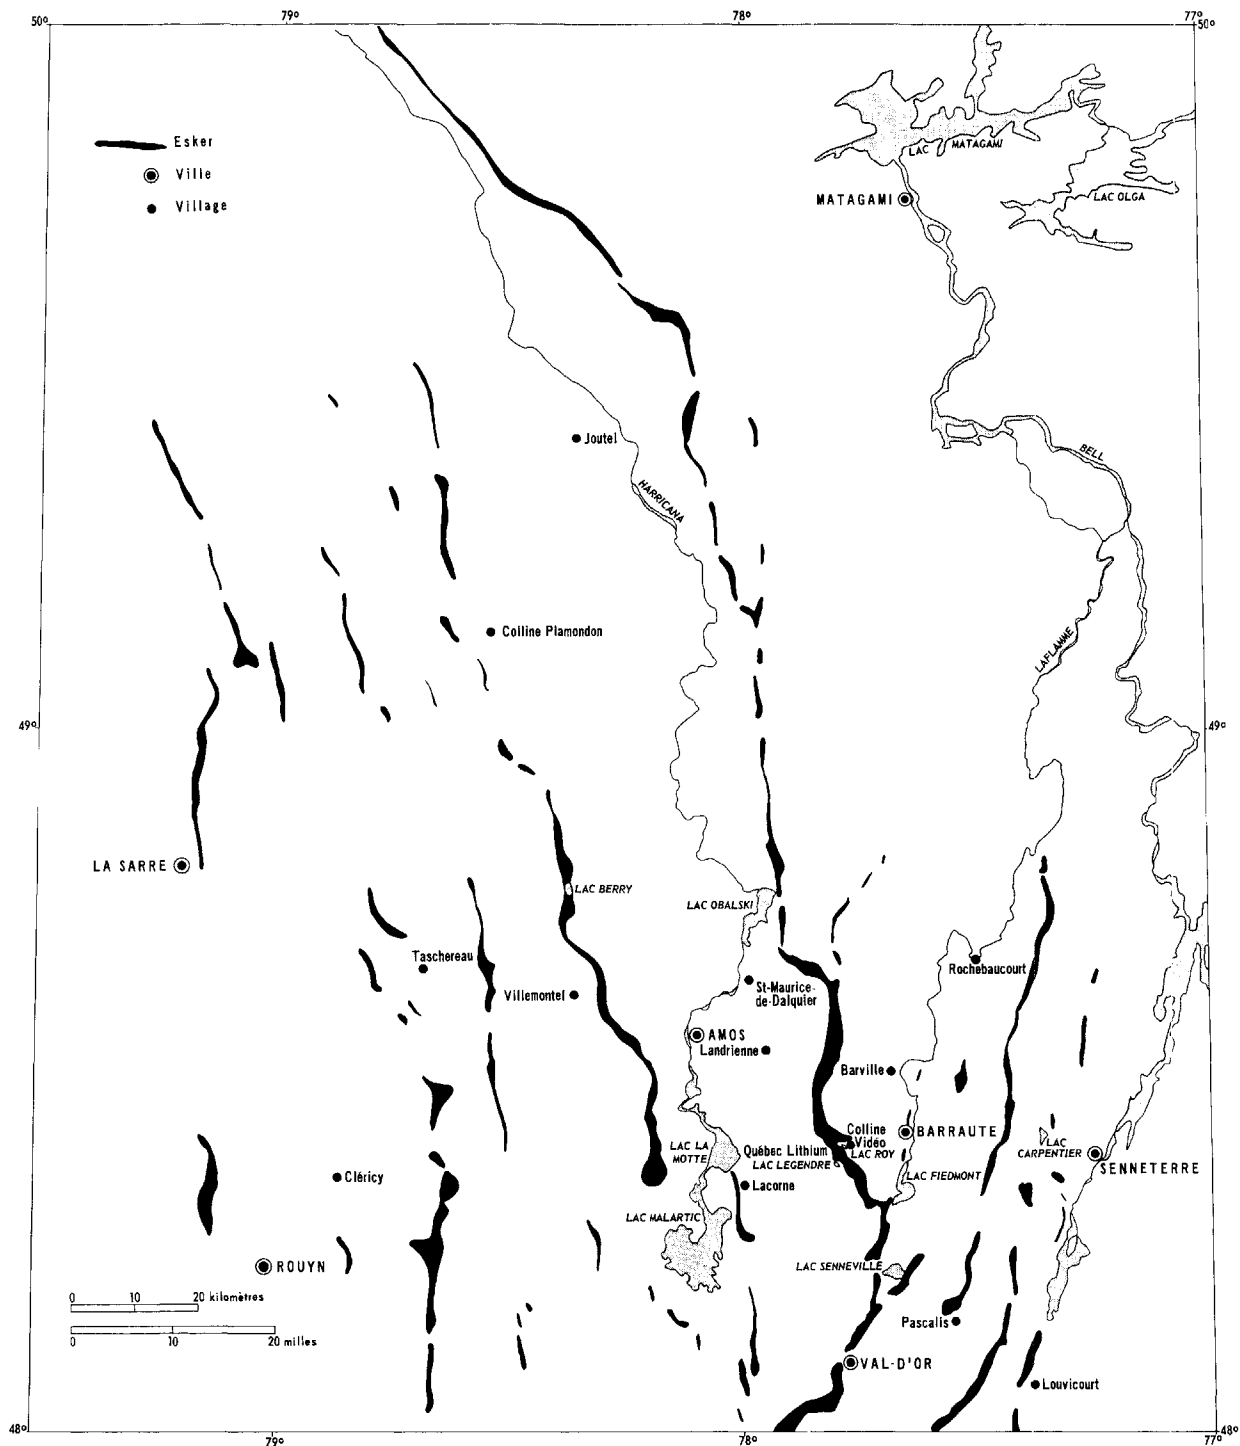 50°
79°
78°
77°
50°
Esker
Ville
Village
LAC MATAGAMI
MATAGAMI
LAC OLGA
Joutel
BELL
HARRICANA
Colline Plamondon
LAFLAMME
49°
49°
LA SARRE
LAC BERRY
LAC OBALSKI
Taschereau
Rochebaucourt
Villemontel
St-Maurice-
de-Dalquier
AMOS
Landrienne
Barville
Colline
Vidéo
BARRAUTE
LAC LA
MOTTE
Québec Lithium
LAC ROY
LAC
CARPENTIER
LAC LEGENDRE
SENNETERRE
Cléricy
Lacorne
LAC FIEDMONT
LAC MALARTIC
ROUYN
LAC SENNEVILLE
0 10 20 kilomètres
Pascalis
0 10 20 milles
VAL-D'OR
Louvicourt
48°
79°
78°
77°
48°